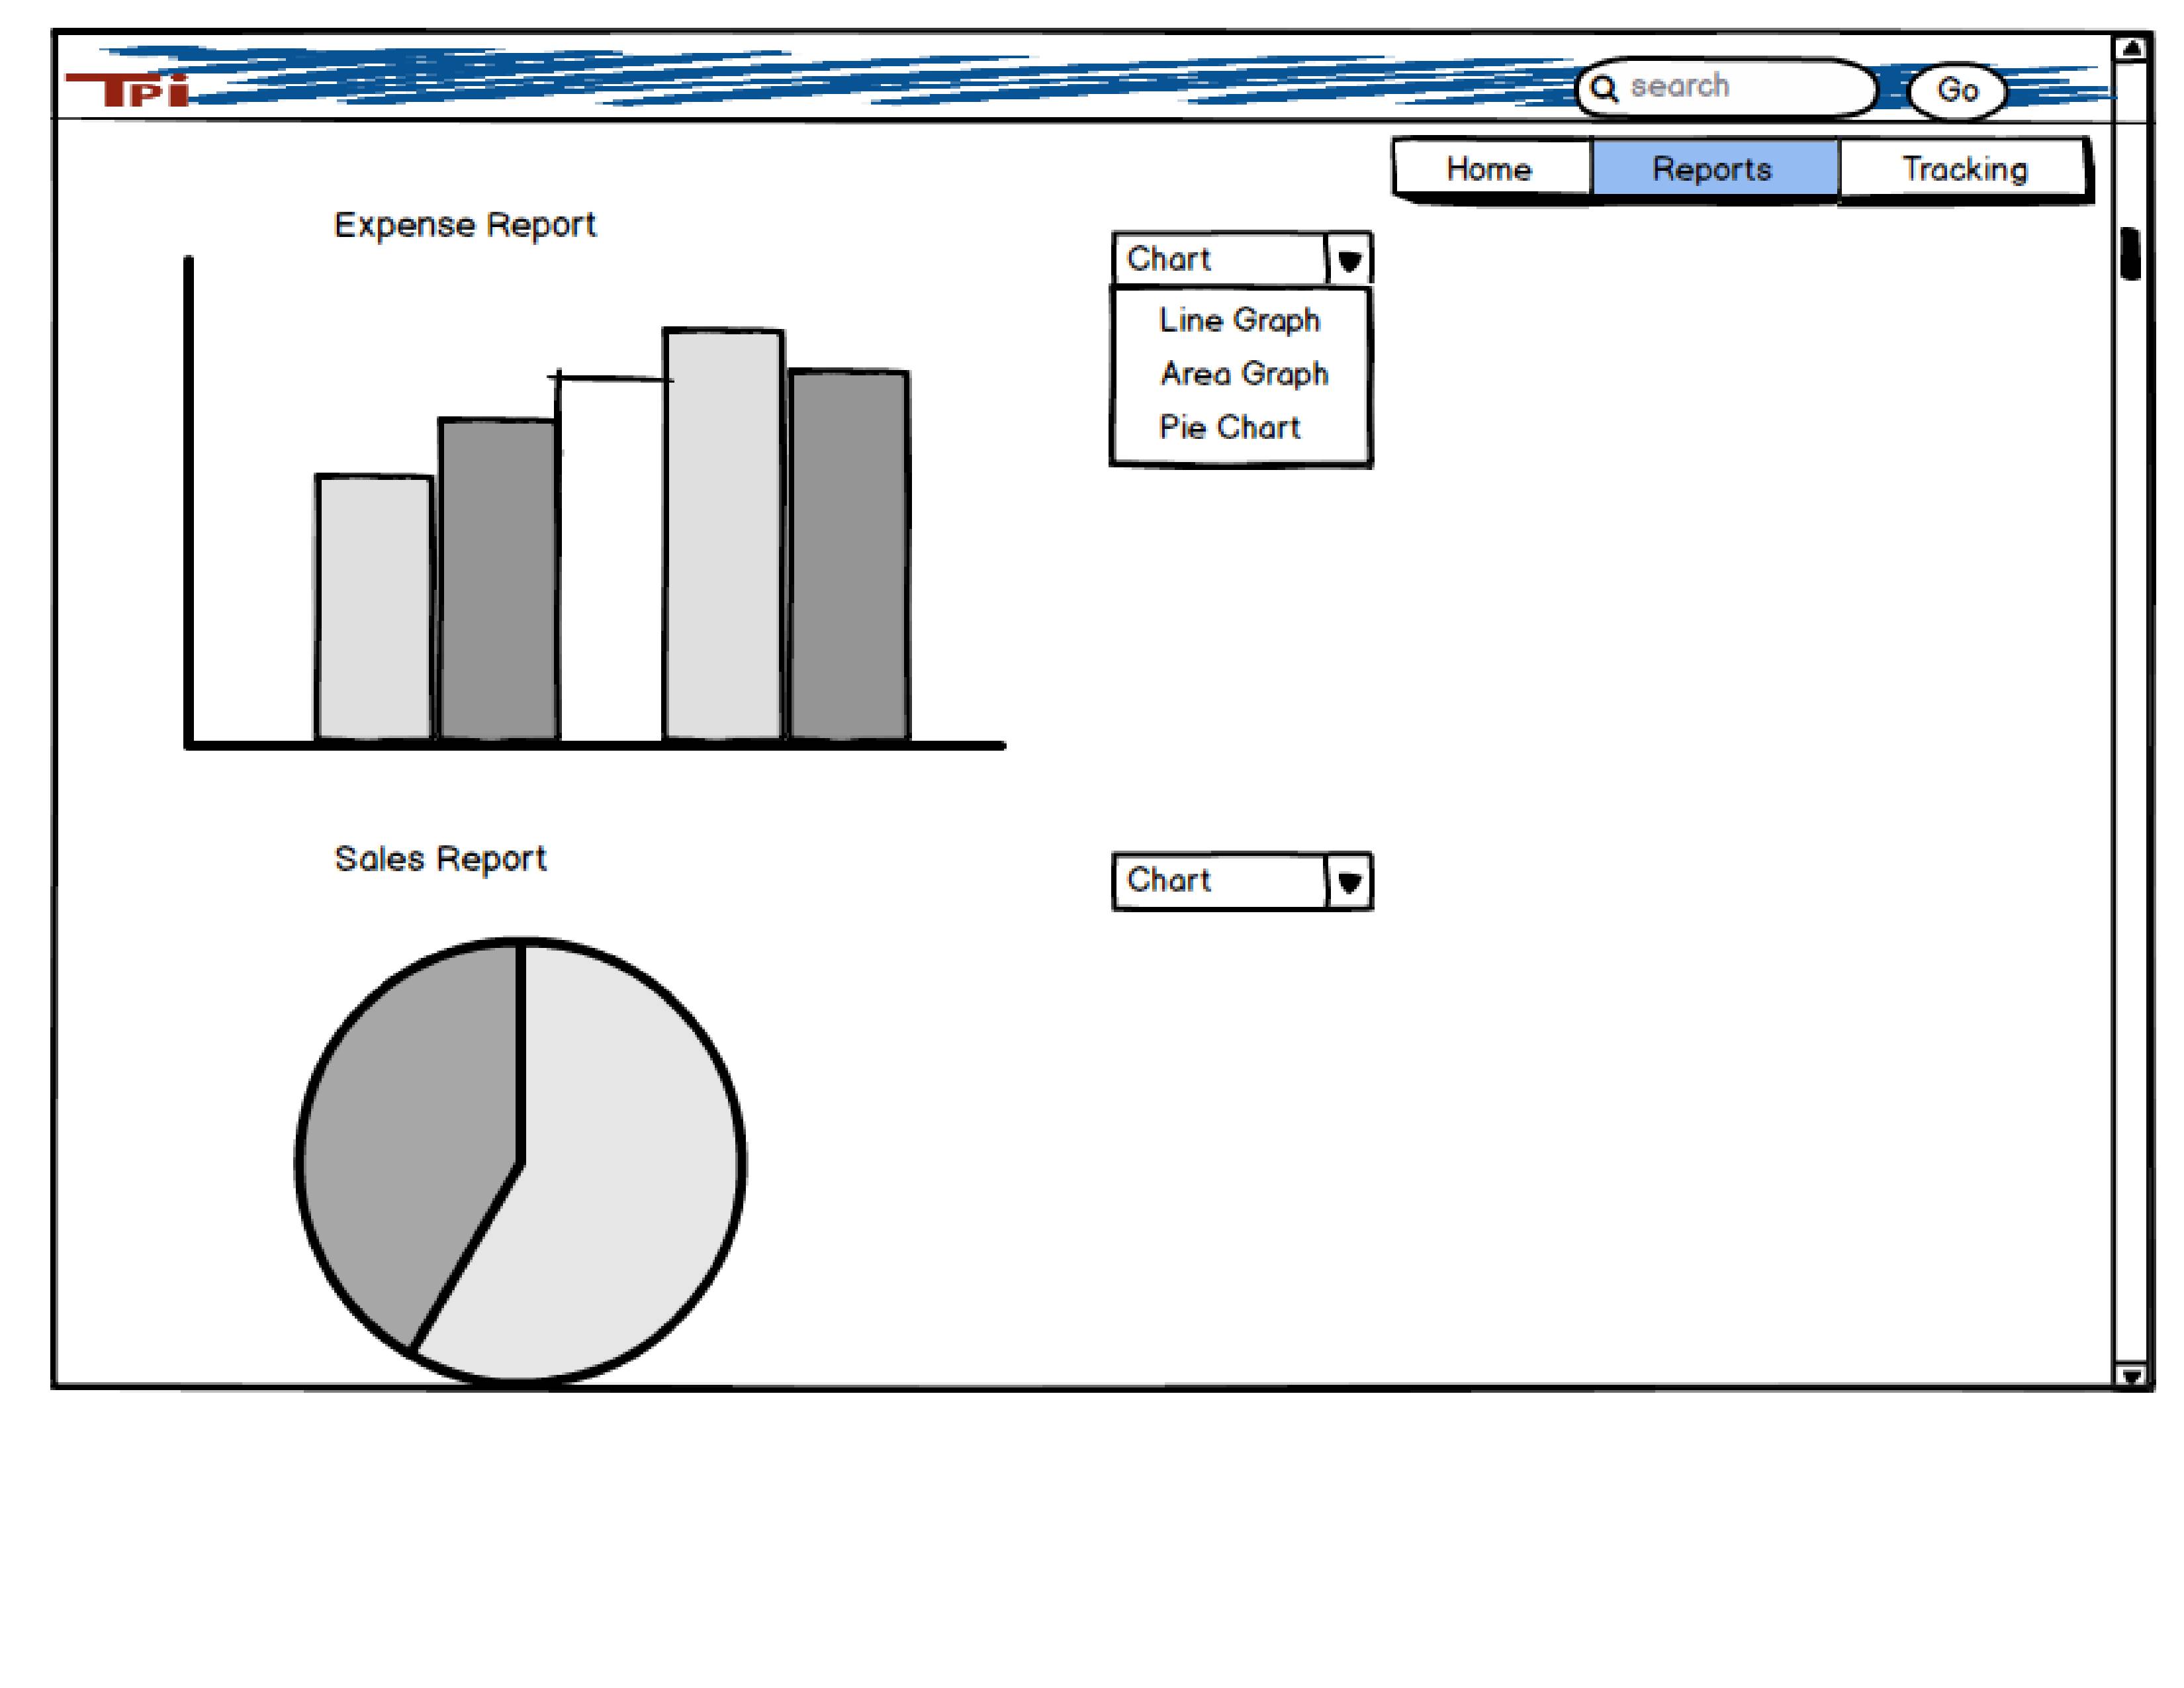 TPi
search
Go
Home
Reports
Tracking
Expense Report
Chart
Line Graph
Area Graph
Pie Chart
Sales Report
Chart